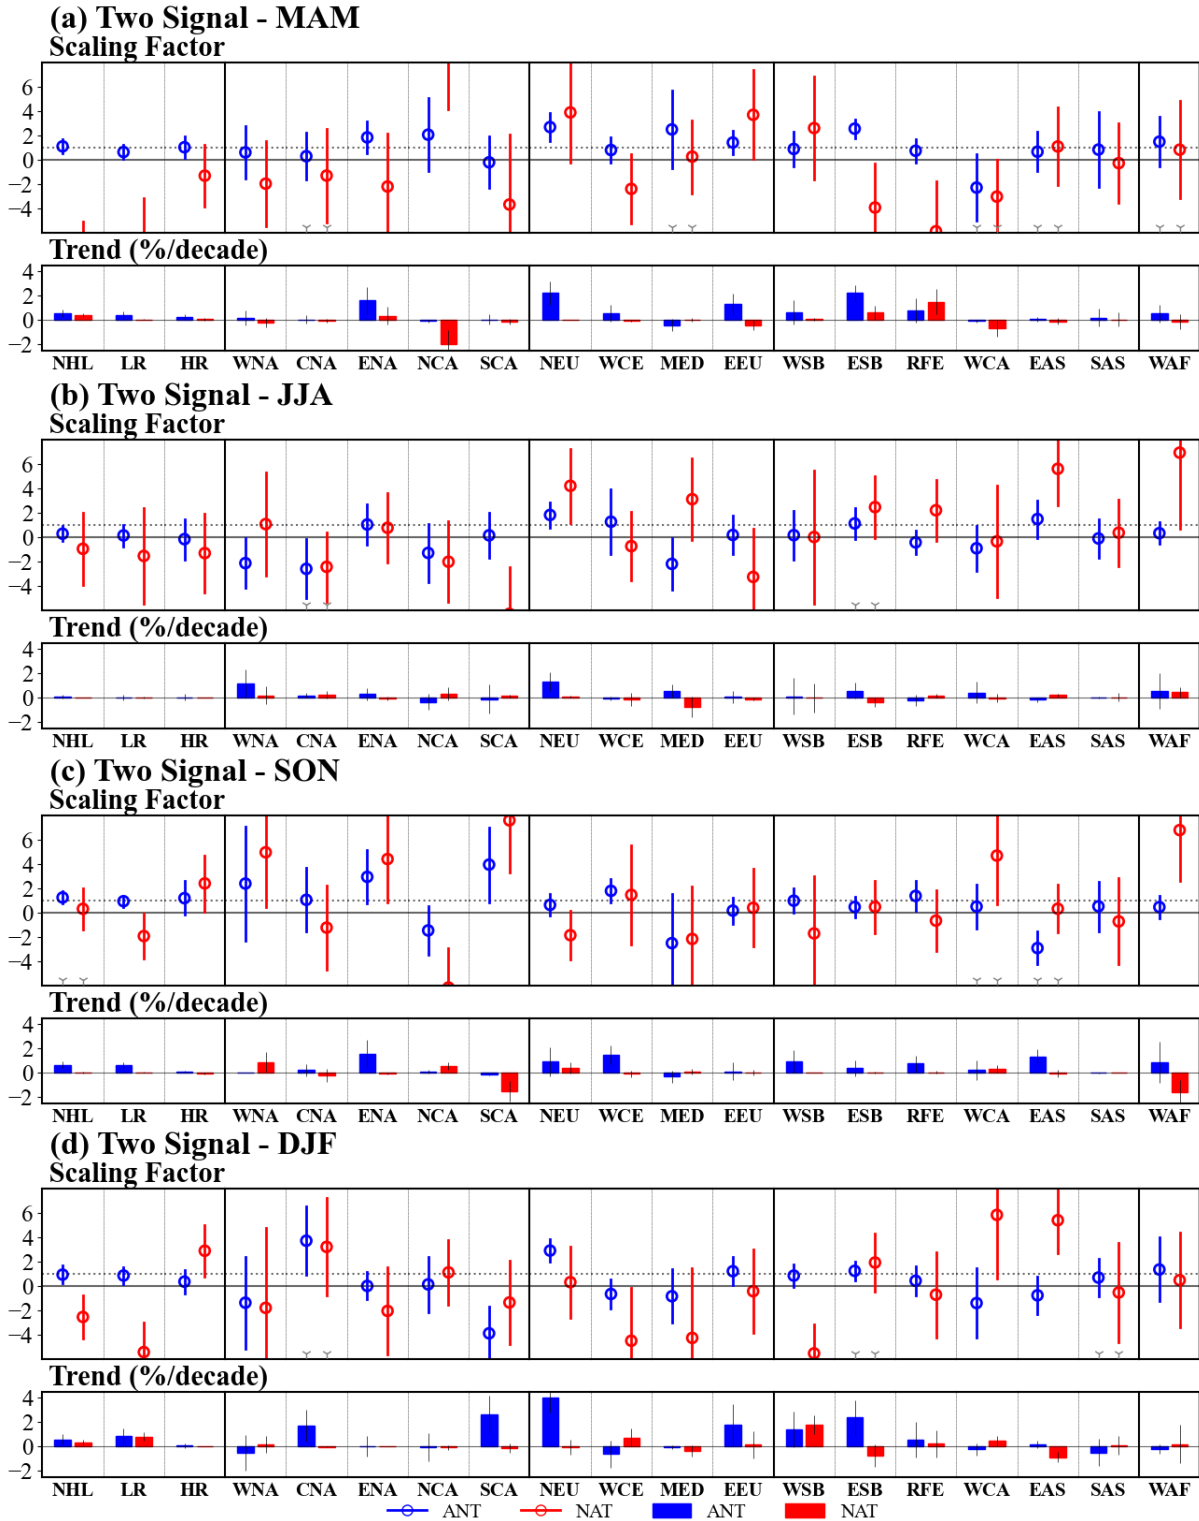 (a) Two Signal - MAM
Scaling Factor
6
4
2
0
−2
−4
Trend (%/decade)
4
2
0
−2
NHL LR HR WNA CNA ENA NCA SCA NEU WCE MED EEU WSB ESB RFE WCA EAS SAS WAF
(b) Two Signal - JJA
Scaling Factor
6
4
2
0
−2
−4
Trend (%/decade)
4
2
0
−2
NHL LR HR WNA CNA ENA NCA SCA NEU WCE MED EEU WSB ESB RFE WCA EAS SAS WAF
(c) Two Signal - SON
Scaling Factor
6
4
2
0
−2
−4
Trend (%/decade)
4
2
0
−2
NHL LR HR WNA CNA ENA NCA SCA NEU WCE MED EEU WSB ESB RFE WCA EAS SAS WAF
(d) Two Signal - DJF
Scaling Factor
6
4
2
0
−2
−4
Trend (%/decade)
4
2
0
−2
NHL LR HR WNA CNA ENA NCA SCA NEU WCE MED EEU WSB ESB RFE WCA EAS SAS WAF
ANT NAT ANT NAT